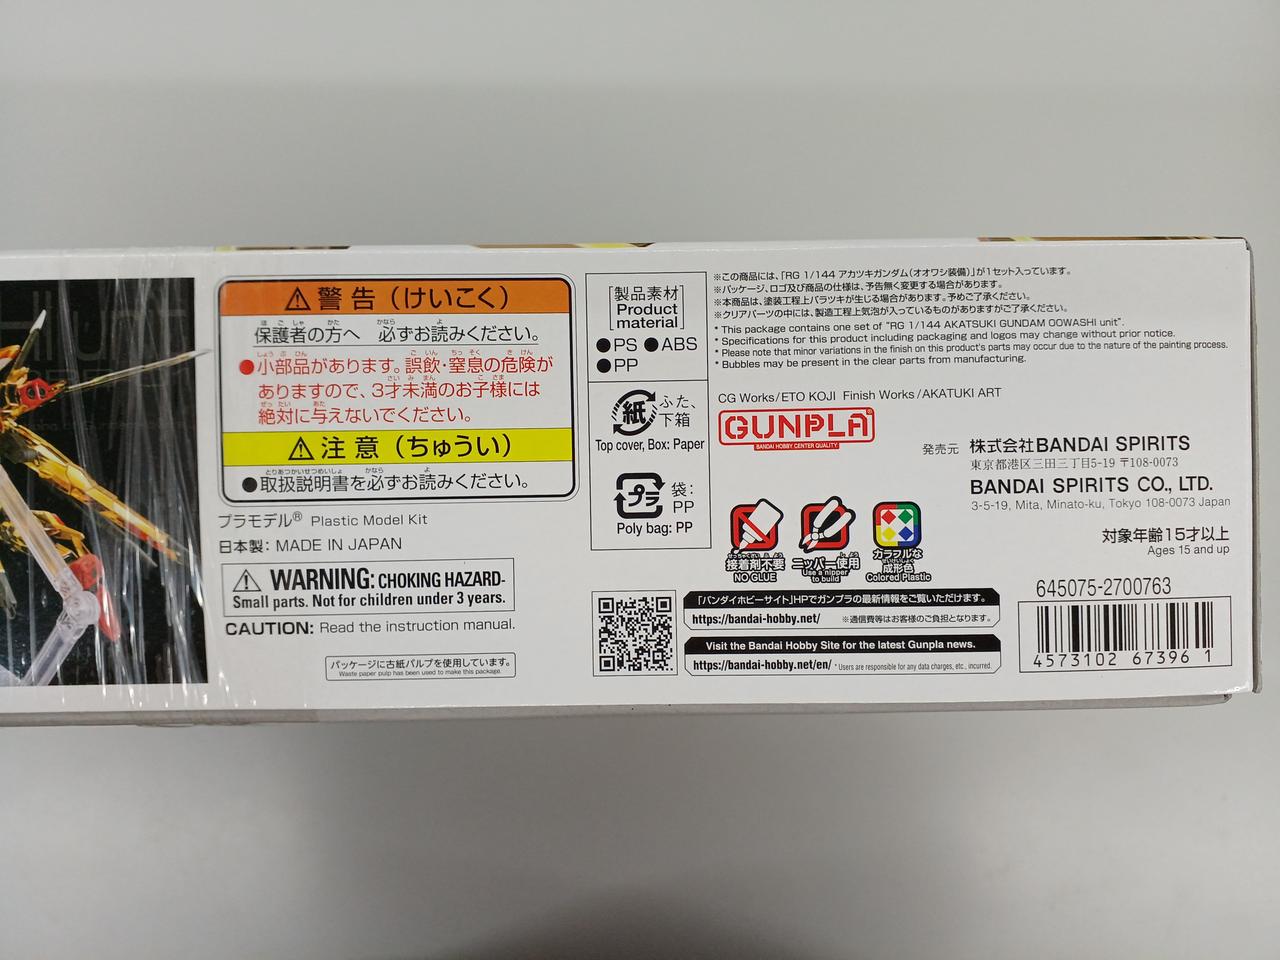 警告（けいこく）
保護者の方へ 必ずお読みください。
●小部品があります。誤飲・窒息の危険が
ありますので、3才未満のお子様には
絶対に与えないでください。
注意（ちゅうい）
●取扱説明書を必ずお読みください。
プラモデル® Plastic Model Kit
日本製：MADE IN JAPAN
WARNING: CHOKING HAZARD-
Small parts. Not for children under 3 years.
CAUTION: Read the instruction manual.
パッケージに古紙パルプを使用しています。
Waste paper pulp has been used to make this package.
[製品素材
Product
material]
●PS ●ABS
●PP
紙 ふた、
下箱
Top cover, Box: Paper
プラ 袋：
PP
Poly bag: PP
※この商品には、「RG 1/144 アカツキガンダム（オオワシ装備）」が1セット入っています。
※パッケージ、ロゴ及び商品の仕様は、予告無く変更する場合があります。
※本商品は、塗装工程上バラツキが生じる場合があります。予めご了承ください。
※クリアパーツの中には、製造工程上気泡が入っているものがありますがご了承ください。
* This package contains one set of "RG 1/144 AKATSUKI GUNDAM OOWASHI unit".
* Specifications for this product including packaging and logos may change without prior notice.
* Please note that minor variations in the finish on this product's parts may occur due to the nature of the painting process.
* Bubbles may be present in the clear parts from manufacturing.
CG Works/ETO KOJI Finish Works/AKATUKI ART
GUNPLA®
BANDAI HOBBY CENTER QUALITY
発売元 株式会社BANDAI SPIRITS
東京都港区三田三丁目5-19 〒108-0073
BANDAI SPIRITS CO., LTD.
3-5-19, Mita, Minato-ku, Tokyo 108-0073 Japan
接着剤不要
NO GLUE
ニッパー使用
Use a nipper
to build
カラフルな
成形色
Colored Plastic
対象年齢15才以上
Ages 15 and up
「バンダイホビーサイト」HPでガンプラの最新情報をご覧いただけます。
https://bandai-hobby.net/ ※通信費等はお客様のご負担となります。
Visit the Bandai Hobby Site for the latest Gunpla news.
https://bandai-hobby.net/en/ * Users are responsible for any data charges, etc., incurred.
645075-2700763
4573102 67396 1